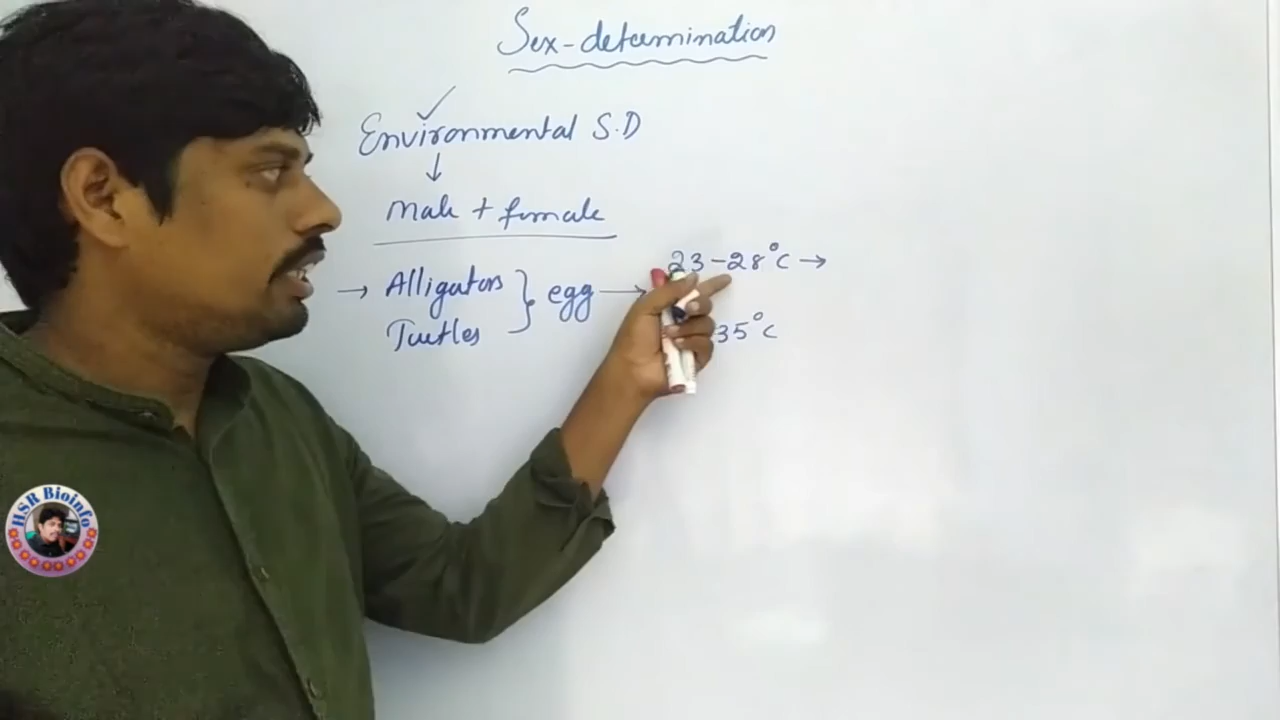 Sex-determination
Environmental S.D
Male + female
→ Alligators
Turtles
} egg →
23-28°C →
35°C
HSR Bioinfo